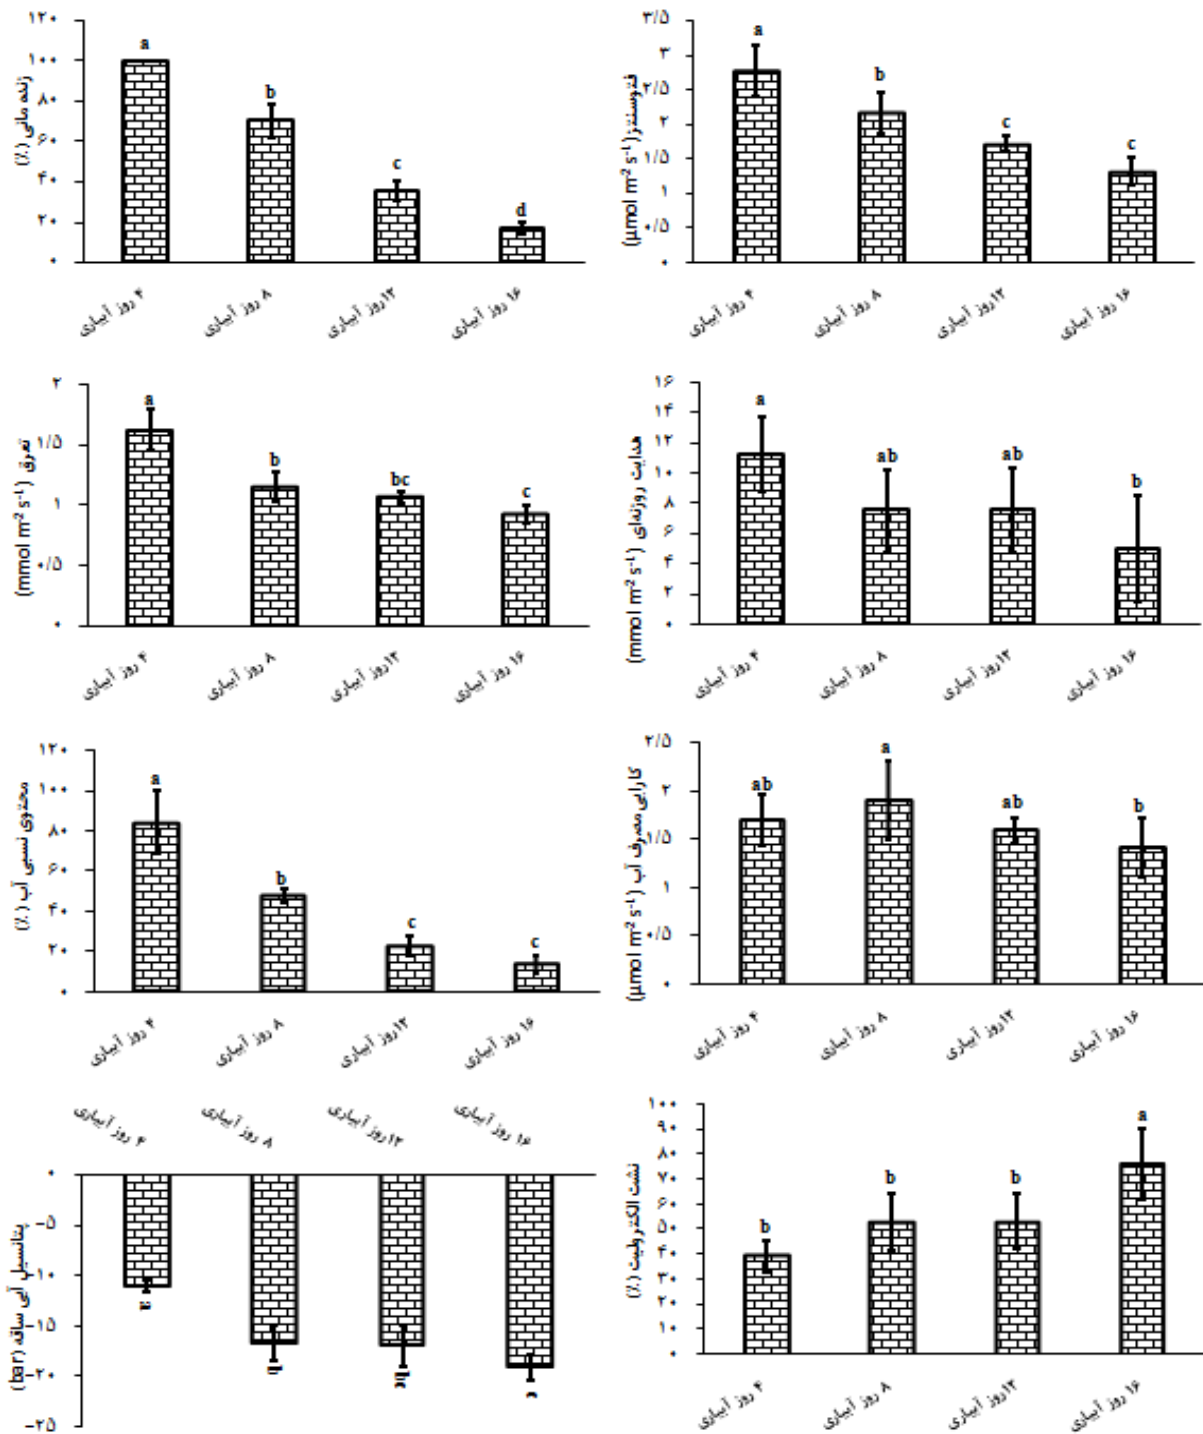 زنده مانی (٪)
۱۲۰
۱۰۰
۸۰
۶۰
۴۰
۲۰
۰
a
b
c
d
۴ روز آبیاری
۸ روز آبیاری
۱۲روز آبیاری
۱۶ روز آبیاری
فتوسنتز (µmol m⁻² s⁻¹)
۳/۵
۳
۲/۵
۲
۱/۵
۱
۰/۵
۰
a
b
c
c
۴ روز آبیاری
۸ روز آبیاری
۱۲روز آبیاری
۱۶ روز آبیاری
تعرق (mmol m⁻² s⁻¹)
۲
۱/۵
۱
۰/۵
۰
a
b
bc
c
۴ روز آبیاری
۸ روز آبیاری
۱۲روز آبیاری
۱۶ روز آبیاری
هدایت روزنه‌ای (mmol m⁻² s⁻¹)
۱۶
۱۴
۱۲
۱۰
۸
۶
۴
۲
۰
a
ab
ab
b
۴ روز آبیاری
۸ روز آبیاری
۱۲روز آبیاری
۱۶ روز آبیاری
محتوی نسبی آب (٪)
۱۲۰
۱۰۰
۸۰
۶۰
۴۰
۲۰
۰
a
b
c
c
۴ روز آبیاری
۸ روز آبیاری
۱۲روز آبیاری
۱۶ روز آبیاری
کارایی مصرف آب (µmol m⁻² s⁻¹)
۲/۵
۲
۱/۵
۱
۰/۵
۰
ab
a
ab
b
۴ روز آبیاری
۸ روز آبیاری
۱۲روز آبیاری
۱۶ روز آبیاری
پتانسیل آبی ساقه (bar)
۴ روز آبیاری
۸ روز آبیاری
۱۲روز آبیاری
۱۶ روز آبیاری
۰
−۵
−۱۰
−۱۵
−۲۰
−۲۵
a
b
bc
c
نشت الکترولیت (٪)
۱۰۰
۹۰
۸۰
۷۰
۶۰
۵۰
۴۰
۳۰
۲۰
۱۰
۰
b
b
b
a
۴ روز آبیاری
۸ روز آبیاری
۱۲روز آبیاری
۱۶ روز آبیاری